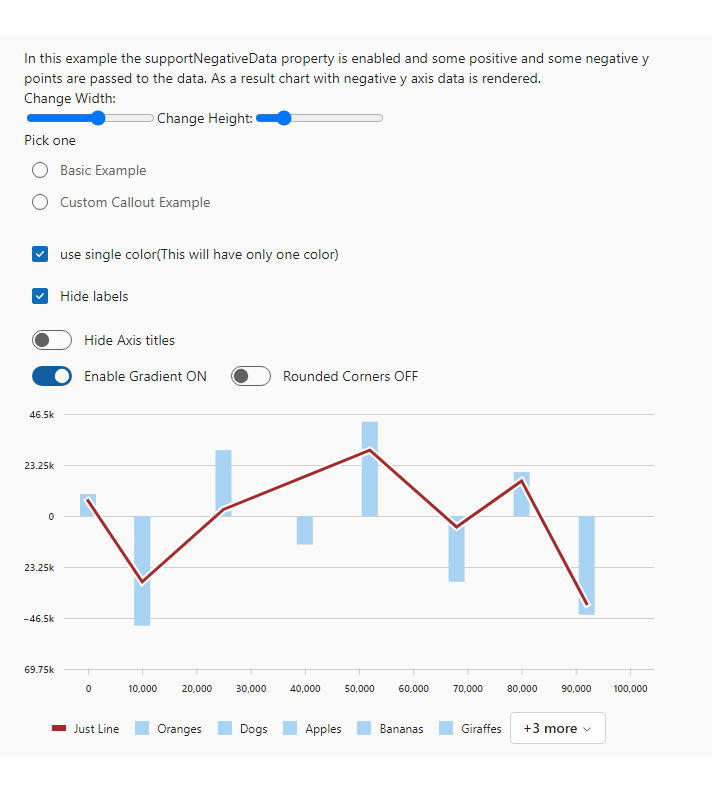 In this example the supportNegativeData property is enabled and some positive and some negative y
points are passed to the data. As a result chart with negative y axis data is rendered.
Change Width:
Change Height:
Pick one
Basic Example
Custom Callout Example
use single color(This will have only one color)
Hide labels
Hide Axis titles
Enable Gradient ON Rounded Corners OFF
46.5k
23.25k
0
23.25k
−46.5k
69.75k
0 10,000 20,000 30,000 40,000 50,000 60,000 70,000 80,000 90,000 100,000
Just Line Oranges Dogs Apples Bananas Giraffes +3 more